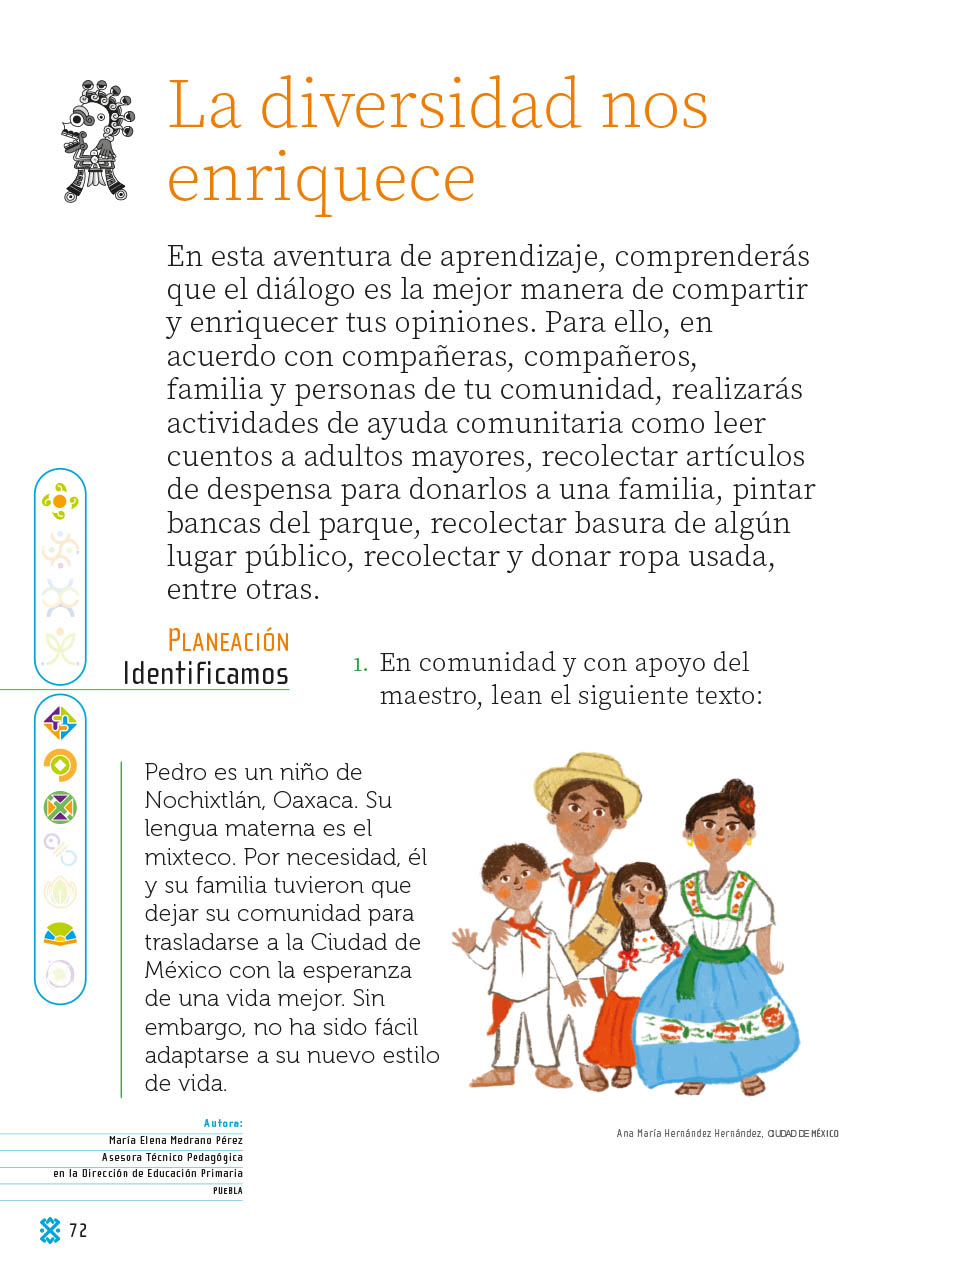 La diversidad nos
enriquece
En esta aventura de aprendizaje, comprenderás
que el diálogo es la mejor manera de compartir
y enriquecer tus opiniones. Para ello, en
acuerdo con compañeras, compañeros,
familia y personas de tu comunidad, realizarás
actividades de ayuda comunitaria como leer
cuentos a adultos mayores, recolectar artículos
de despensa para donarlos a una familia, pintar
bancas del parque, recolectar basura de algún
lugar público, recolectar y donar ropa usada,
entre otras.
Planeación
Identificamos
1. En comunidad y con apoyo del
maestro, lean el siguiente texto:
Pedro es un niño de
Nochixtlán, Oaxaca. Su
lengua materna es el
mixteco. Por necesidad, él
y su familia tuvieron que
dejar su comunidad para
trasladarse a la Ciudad de
México con la esperanza
de una vida mejor. Sin
embargo, no ha sido fácil
adaptarse a su nuevo estilo
de vida.
Ana María Hernández Hernández, CIUDAD DE MÉXICO
Autora:
María Elena Medrano Pérez
Asesora Técnico Pedagógica
en la Dirección de Educación Primaria
PUEBLA
72